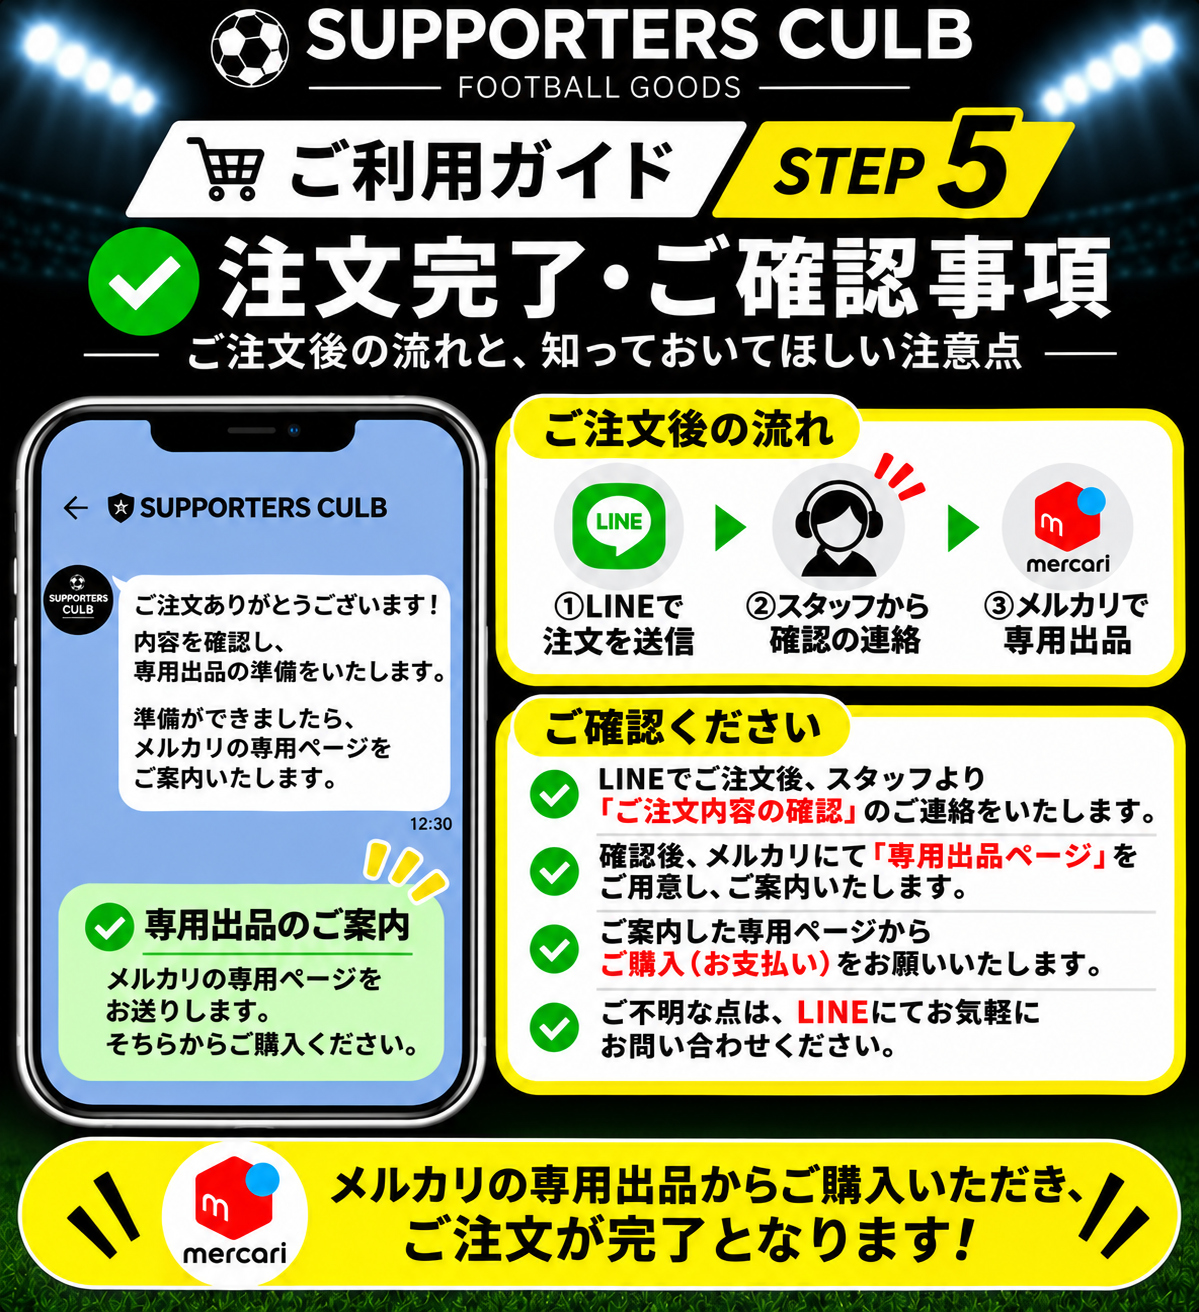 SUPPORTERS CULB
FOOTBALL GOODS
ご利用ガイド
STEP 5
注文完了・ご確認事項
ご注文後の流れと、知っておいてほしい注意点
← SUPPORTERS CULB
SUPPORTERS
CULB
ご注文ありがとうございます！
内容を確認し、
専用出品の準備をいたします。
準備ができましたら、
メルカリの専用ページを
ご案内いたします。
12:30
専用出品のご案内
メルカリの専用ページを
お送りします。
そちらからご購入ください。
ご注文後の流れ
LINE
①LINEで
注文を送信
②スタッフから
確認の連絡
m
mercari
③メルカリで
専用出品
ご確認ください
LINEでご注文後、スタッフより
「ご注文内容の確認」のご連絡をいたします。
確認後、メルカリにて「専用出品ページ」を
ご用意し、ご案内いたします。
ご案内した専用ページから
ご購入（お支払い）をお願いいたします。
ご不明な点は、LINEにてお気軽に
お問い合わせください。
m
mercari
メルカリの専用出品からご購入いただき、
ご注文が完了となります！